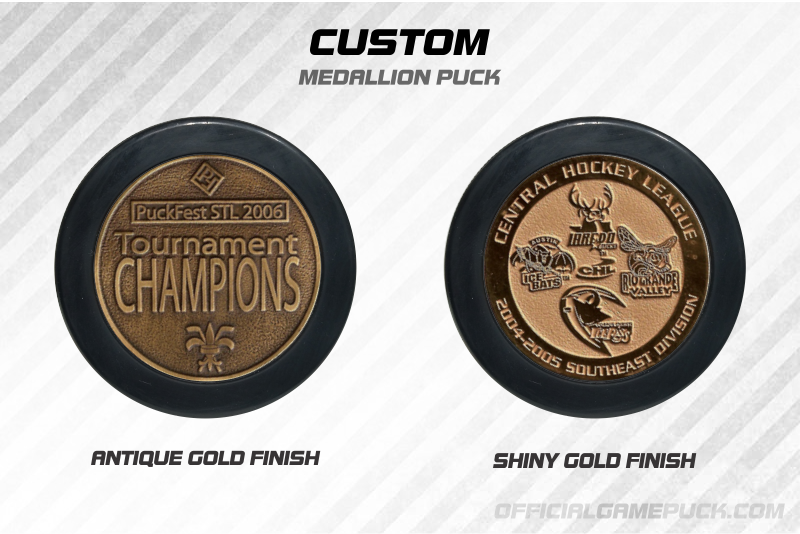 CUSTOM
MEDALLION PUCK
PuckFest STL 2006
Tournament
CHAMPIONS
CENTRAL HOCKEY LEAGUE
LAREDO
BUCKS
AUSTIN
ICE
BATS
CHL
RIO GRANDE
VALLEY
2004-2005 SOUTHEAST DIVISION
ANTIQUE GOLD FINISH
SHINY GOLD FINISH
OFFICIALGAMEPUCK.COM